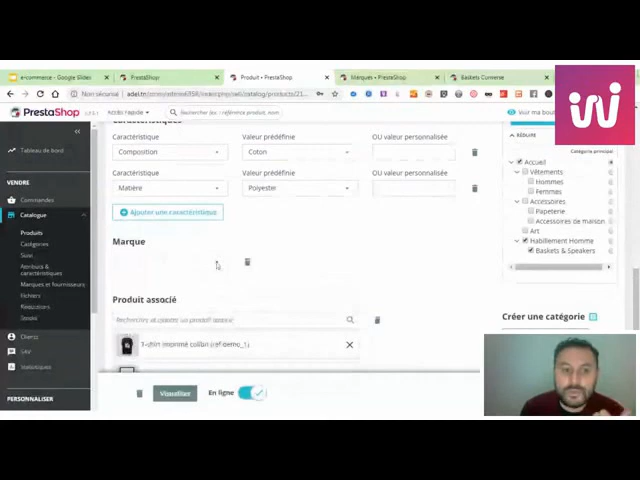 e-commerce - Google Slides
PrestaShop
Produit • PrestaShop
Marques • PrestaShop
Baskets Converse
Non sécurisé
PrestaShop
Accès rapide
Rechercher (ex. : référence produit, nom
Voir ma bou
RÉDUIRE
Catégorie principal
Tableau de bord
VENDRE
Commandes
Catalogue
Produits
Catégories
Suivi
Attributs &
caractéristiques
Marques et fournisseurs
Fichiers
Réductions
Stocks
Clients
SAV
Statistiques
PERSONNALISER
Caractéristiques
Caractéristique
Valeur prédéfinie
OU valeur personnalisée
Composition
Coton
Caractéristique
Valeur prédéfinie
OU valeur personnalisée
Matière
Polyester
Ajouter une caractéristique
Marque
Produit associé
Rechercher et ajouter un produit associé
T-shirt imprimé colibri (ref:demo_1)
Visualiser
En ligne
Accueil
Vêtements
Hommes
Femmes
Accessoires
Papeterie
Accessoires de maison
Art
Habillement Homme
Baskets & Speakers
Créer une catégorie